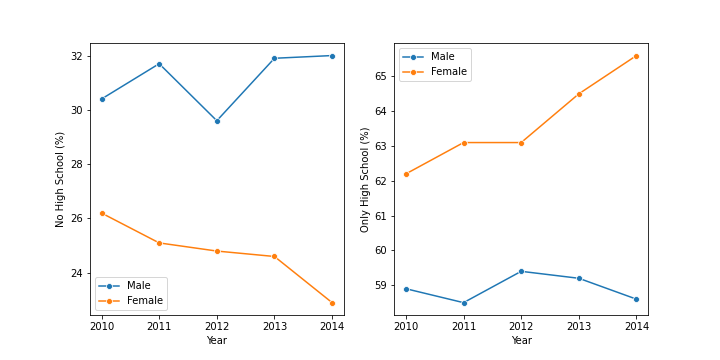 No High School (%)
32
30
28
26
24
Male
Female
2010 2011 2012 2013 2014
Year
Only High School (%)
65
64
63
62
61
60
59
Male
Female
2010 2011 2012 2013 2014
Year